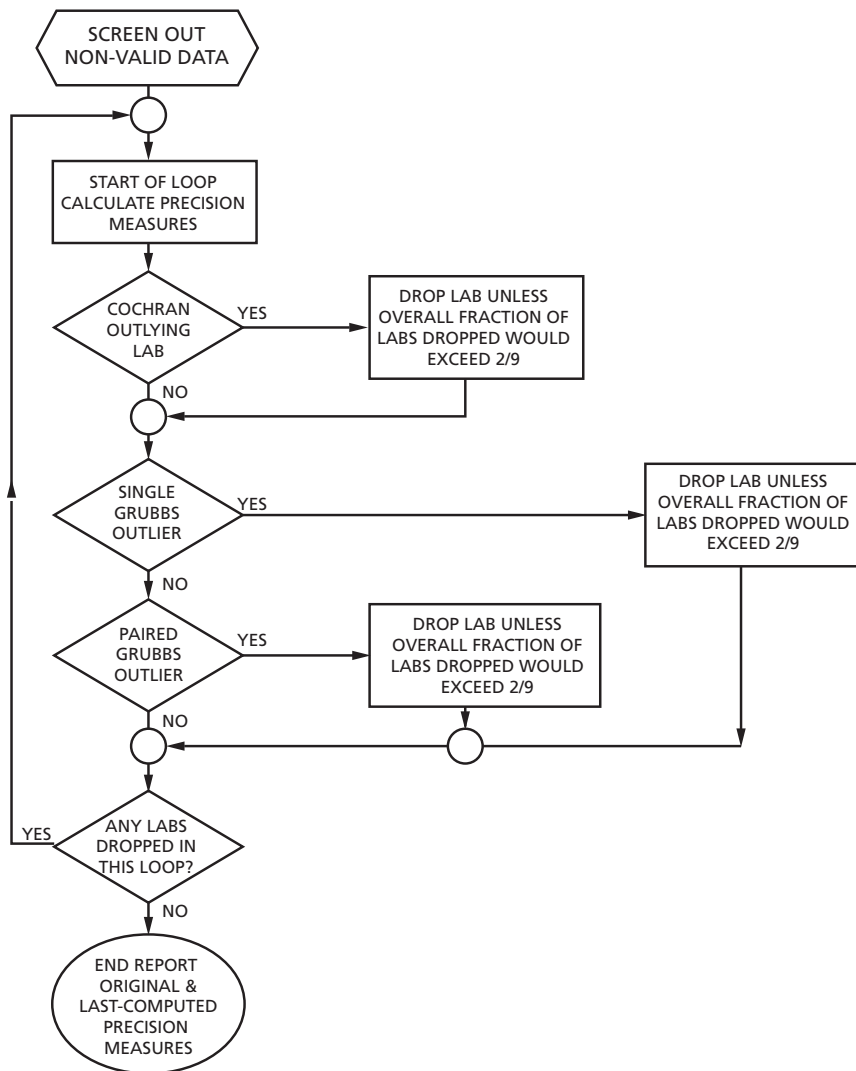 SCREEN OUT
NON-VALID DATA
START OF LOOP
CALCULATE PRECISION
MEASURES
COCHRAN
OUTLYING
LAB
YES
DROP LAB UNLESS
OVERALL FRACTION OF
LABS DROPPED WOULD
EXCEED 2/9
NO
SINGLE
GRUBBS
OUTLIER
YES
DROP LAB UNLESS
OVERALL FRACTION OF
LABS DROPPED WOULD
EXCEED 2/9
NO
PAIRED
GRUBBS
OUTLIER
YES
DROP LAB UNLESS
OVERALL FRACTION OF
LABS DROPPED WOULD
EXCEED 2/9
NO
YES
ANY LABS
DROPPED IN
THIS LOOP?
NO
END REPORT
ORIGINAL &
LAST-COMPUTED
PRECISION
MEASURES